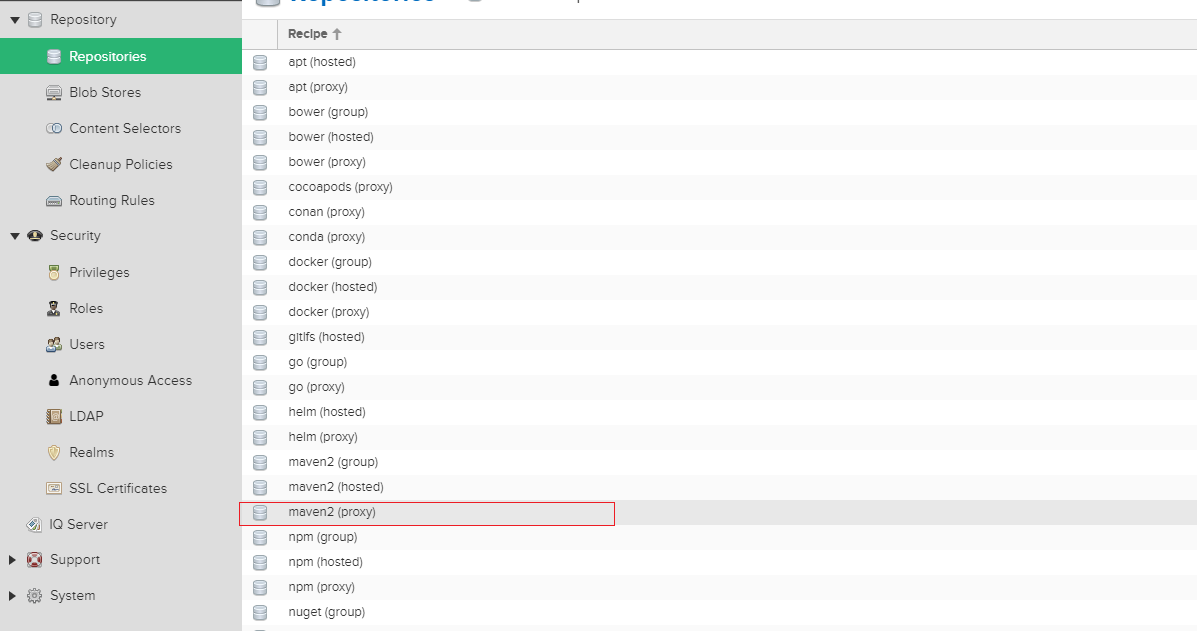 Repository
Repositories
Blob Stores
Content Selectors
Cleanup Policies
Routing Rules
Security
Privileges
Roles
Users
Anonymous Access
LDAP
Realms
SSL Certificates
IQ Server
Support
System
Repositories
Recipe
apt (hosted)
apt (proxy)
bower (group)
bower (hosted)
bower (proxy)
cocoapods (proxy)
conan (proxy)
conda (proxy)
docker (group)
docker (hosted)
docker (proxy)
gitlfs (hosted)
go (group)
go (proxy)
helm (hosted)
helm (proxy)
maven2 (group)
maven2 (hosted)
maven2 (proxy)
npm (group)
npm (hosted)
npm (proxy)
nuget (group)